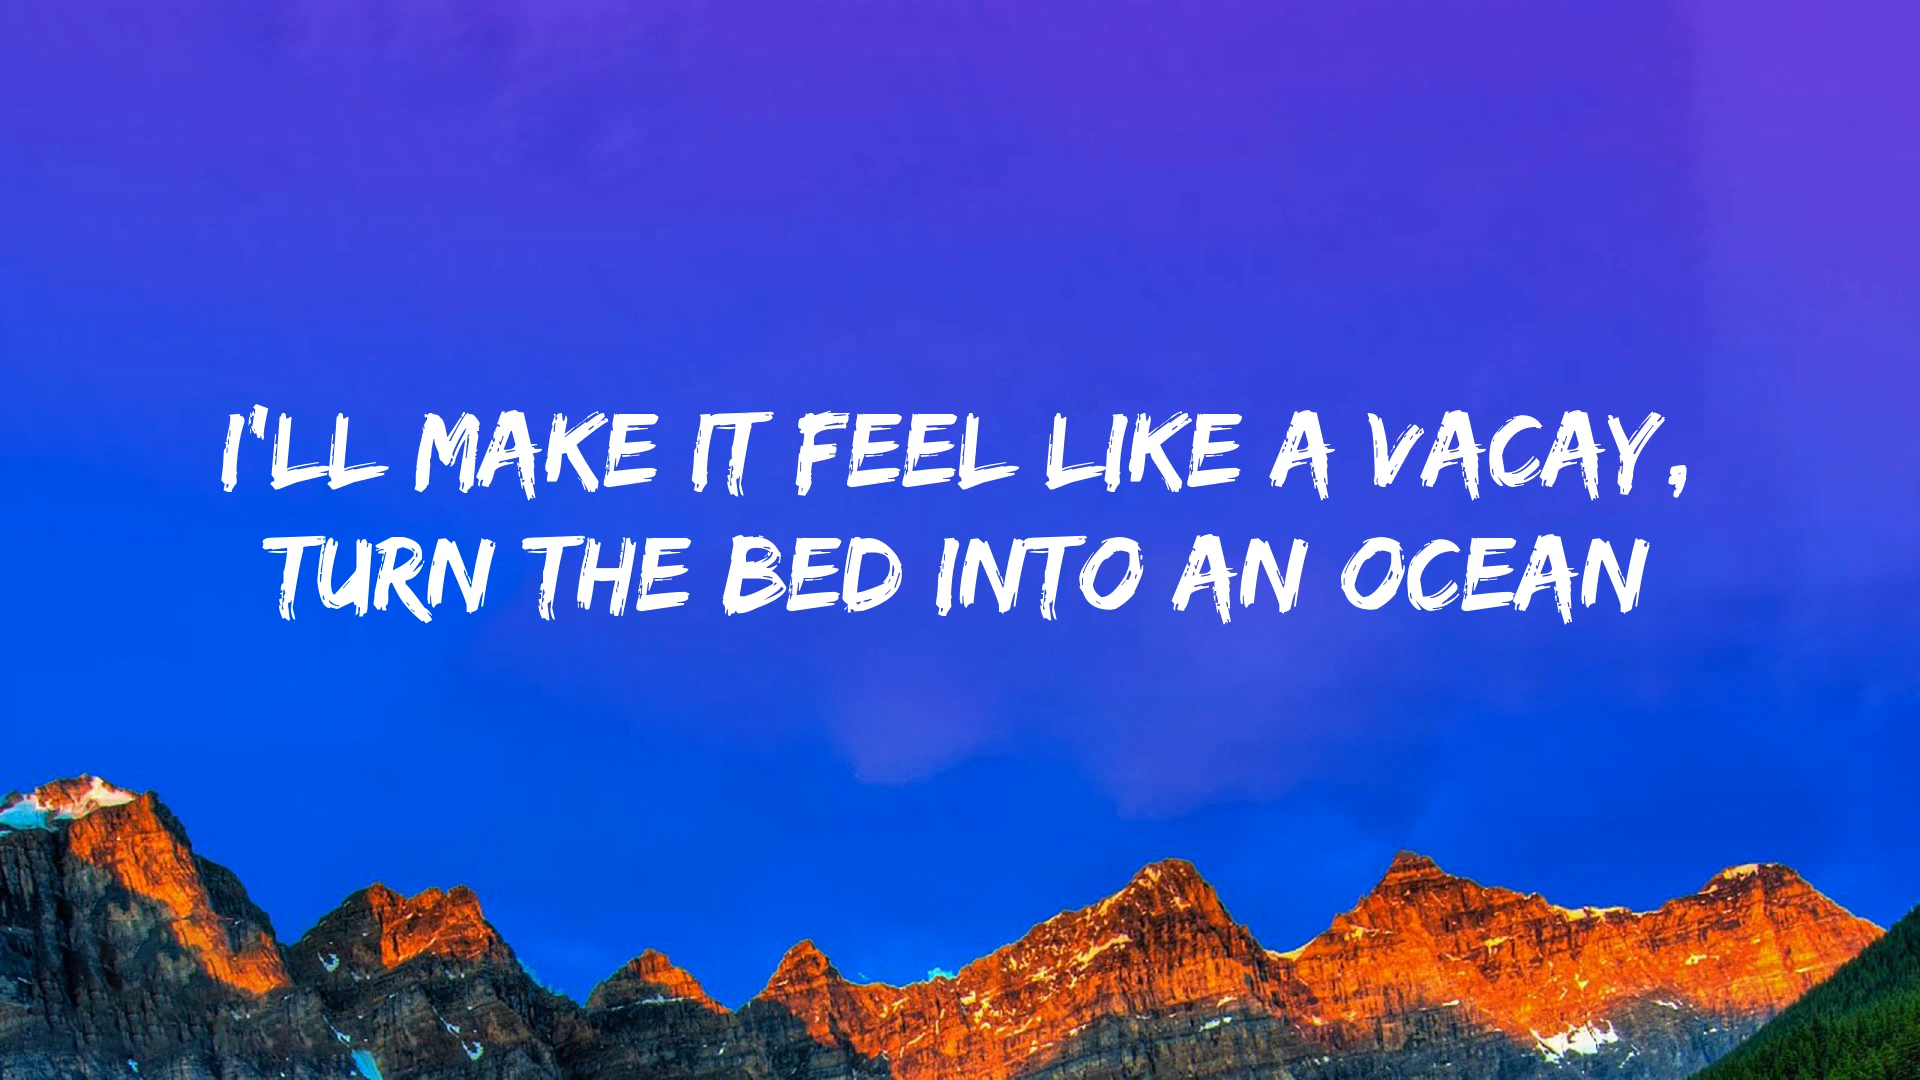 I'LL MAKE IT FEEL LIKE A VACAY,
TURN THE BED INTO AN OCEAN